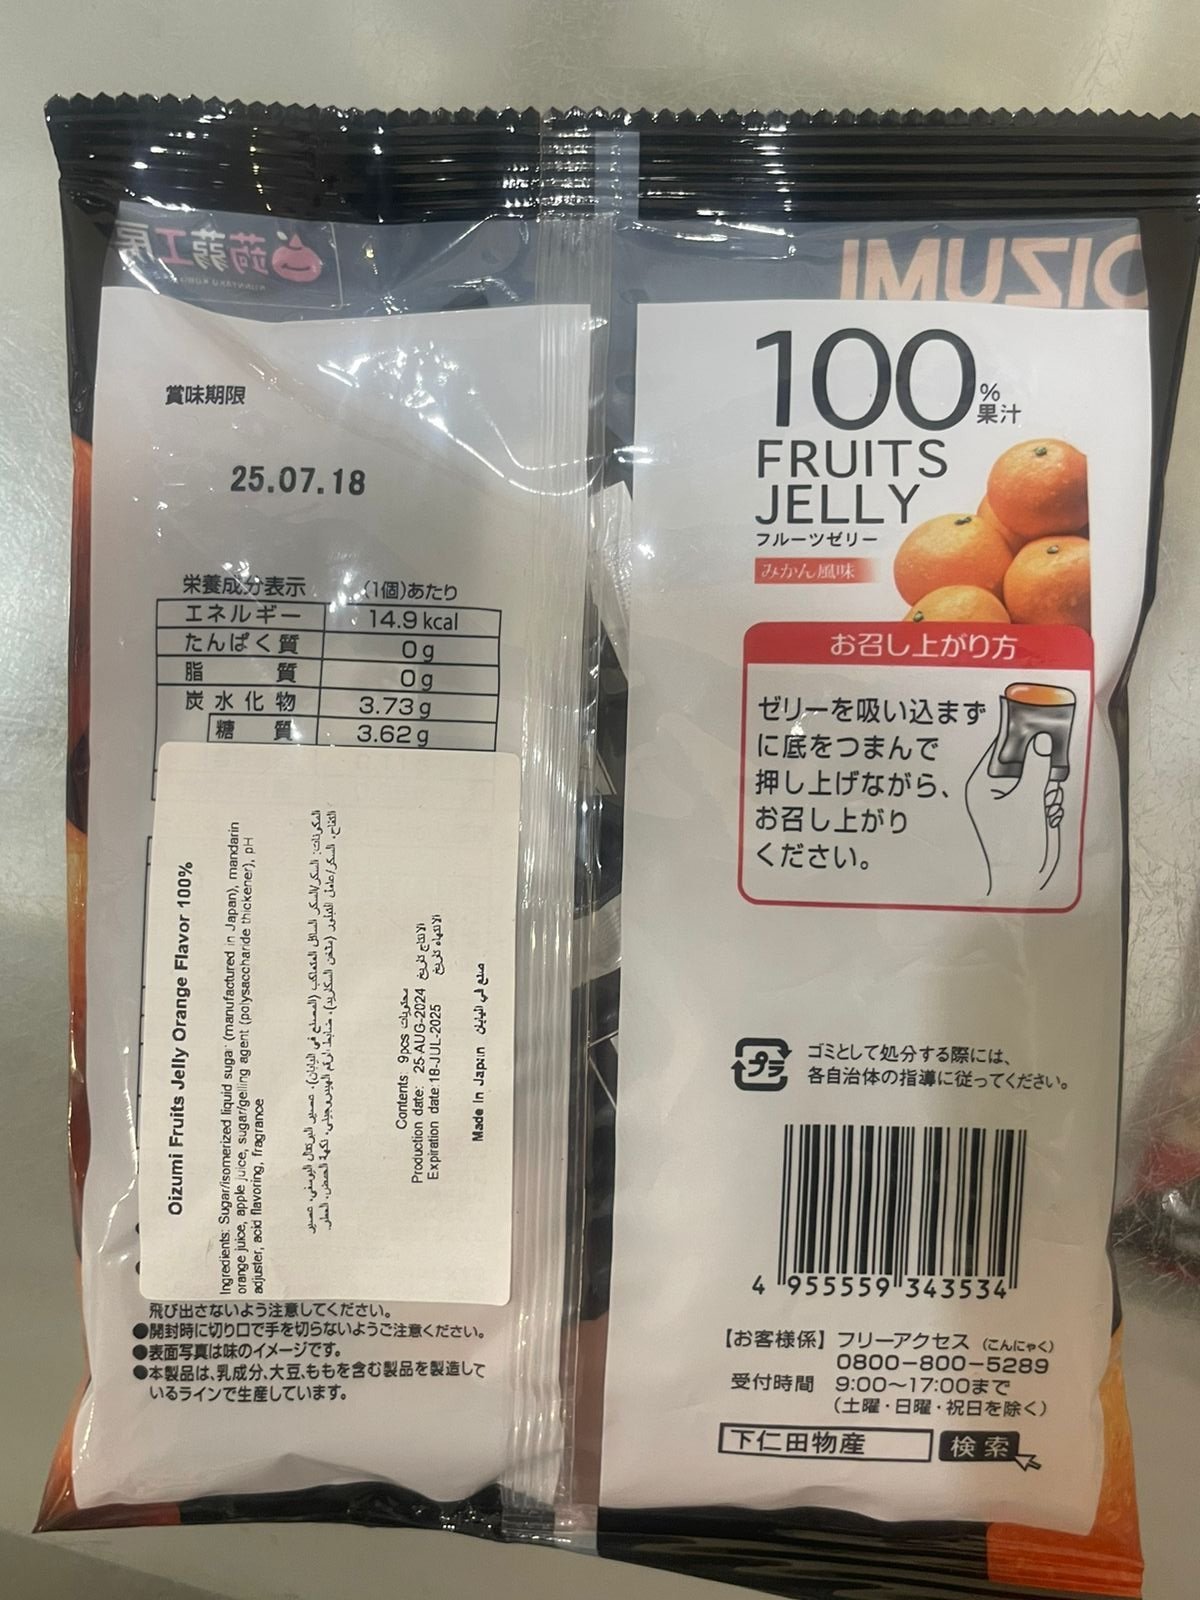 蒟蒻工房
OIZUMI
賞味期限
25.07.18
栄養成分表示 (1個)あたり
エネルギー 14.9 kcal
たんぱく質 0g
脂質 0g
炭水化物 3.73g
糖質 3.62g
Oizumi Fruits Jelly Orange Flavor 100%
Ingredients: Sugar/isomerized liquid sugar (manufactured in Japan), mandarin
orange juice, apple juice, sugar/gelling agent (polysaccharide thickener), pH
adjuster, acid flavoring, fragrance
Contents: 9pcs محتويات
Production date: 25 AUG-2024 الانتاج تاريخ
Expiration date:18-JUL-2025 الانتهاء تاريخ
Made In Japan صنع في اليابان
飛び出さないよう注意してください。
●開封時に切り口で手を切らないようご注意ください。
●表面写真は味のイメージです。
●本製品は、乳成分、大豆、ももを含む製品を製造して
いるラインで生産しています。
100%果汁
FRUITS
JELLY
フルーツゼリー
みかん風味
お召し上がり方
ゼリーを吸い込まず
に底をつまんで
押し上げながら、
お召し上がり
ください。
プラ
ゴミとして処分する際には、
各自治体の指導に従ってください。
4 955559 343534
【お客様係】フリーアクセス（こんにゃく）
0800-800-5289
受付時間 9:00〜17:00まで
（土曜・日曜・祝日を除く）
下仁田物産 検索